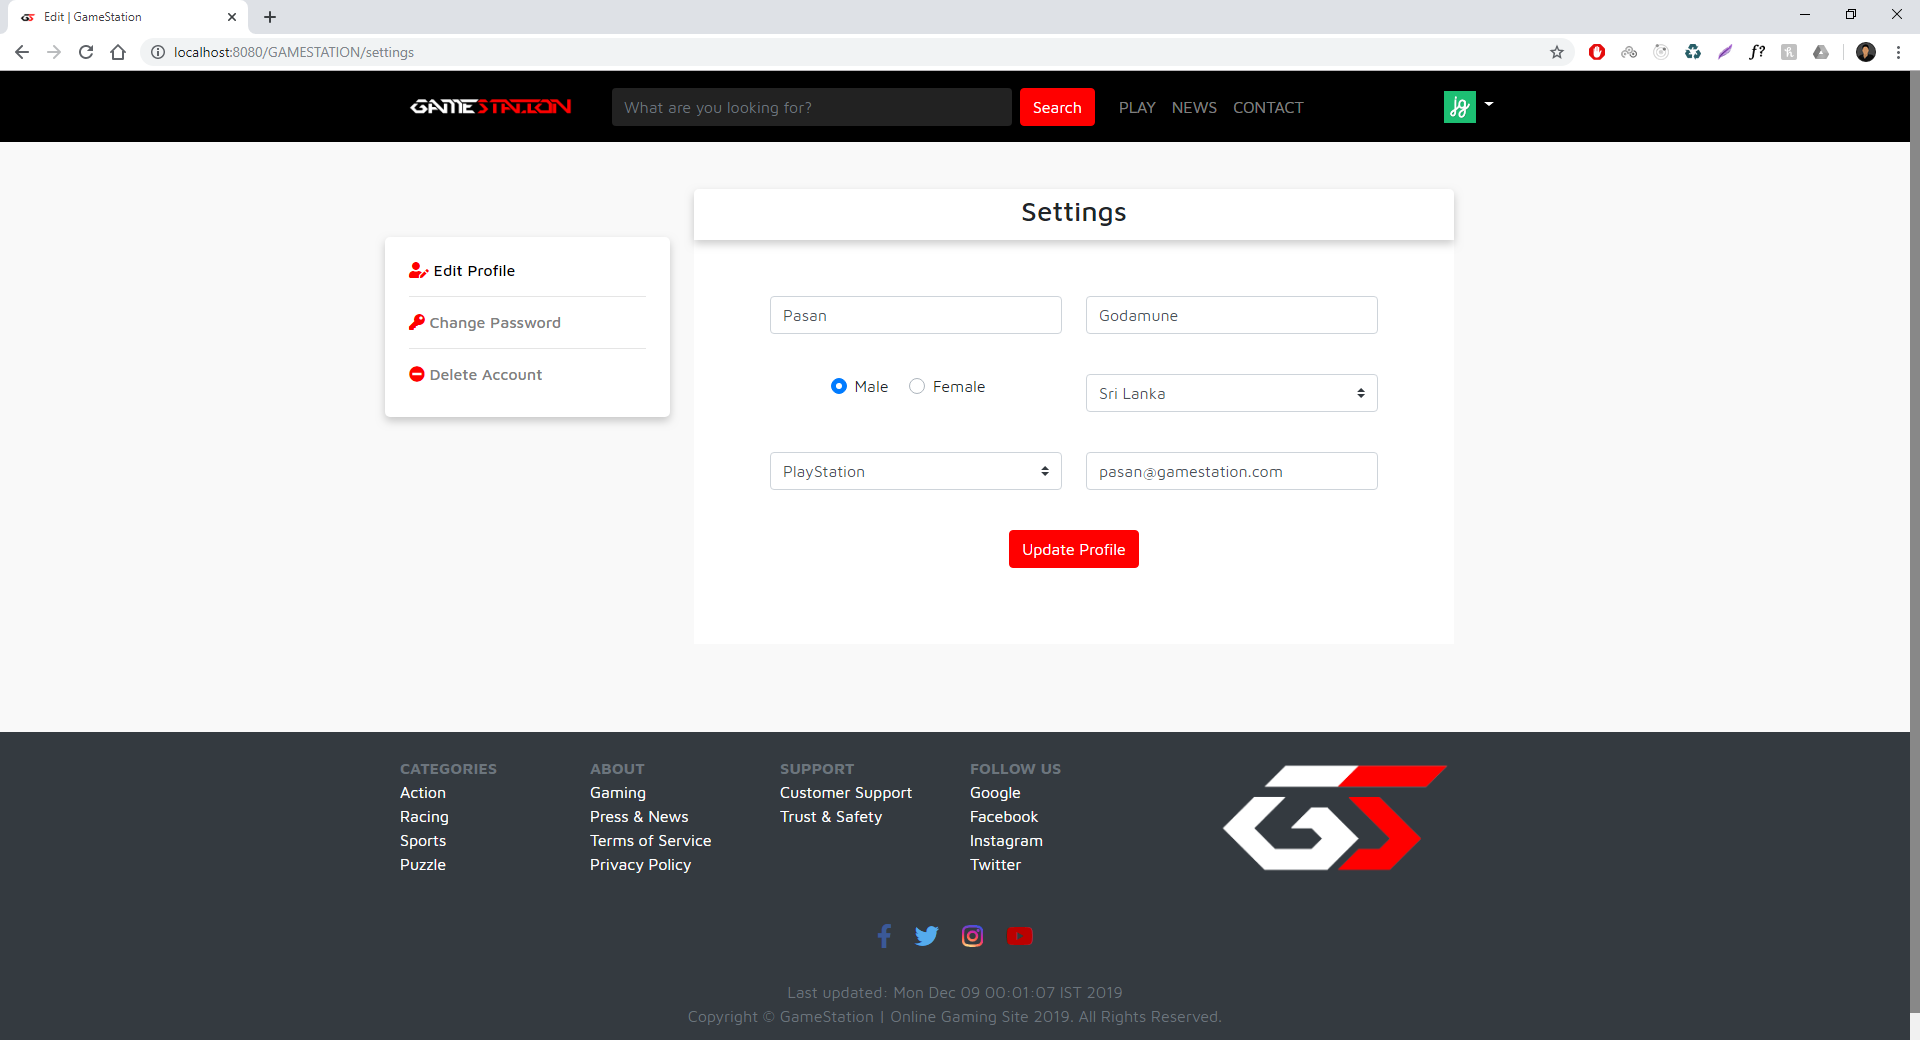 Edit | GameStation
localhost:8080/GAMESTATION/settings
f?
GAMESTATION
What are you looking for?
Search
PLAY NEWS CONTACT
jg
Settings
Edit Profile
Change Password
Delete Account
Pasan
Godamune
Male Female
Sri Lanka
PlayStation
pasan@gamestation.com
Update Profile
CATEGORIES
Action
Racing
Sports
Puzzle
ABOUT
Gaming
Press & News
Terms of Service
Privacy Policy
SUPPORT
Customer Support
Trust & Safety
FOLLOW US
Google
Facebook
Instagram
Twitter
GS
Last updated: Mon Dec 09 00:01:07 IST 2019
Copyright © GameStation | Online Gaming Site 2019. All Rights Reserved.